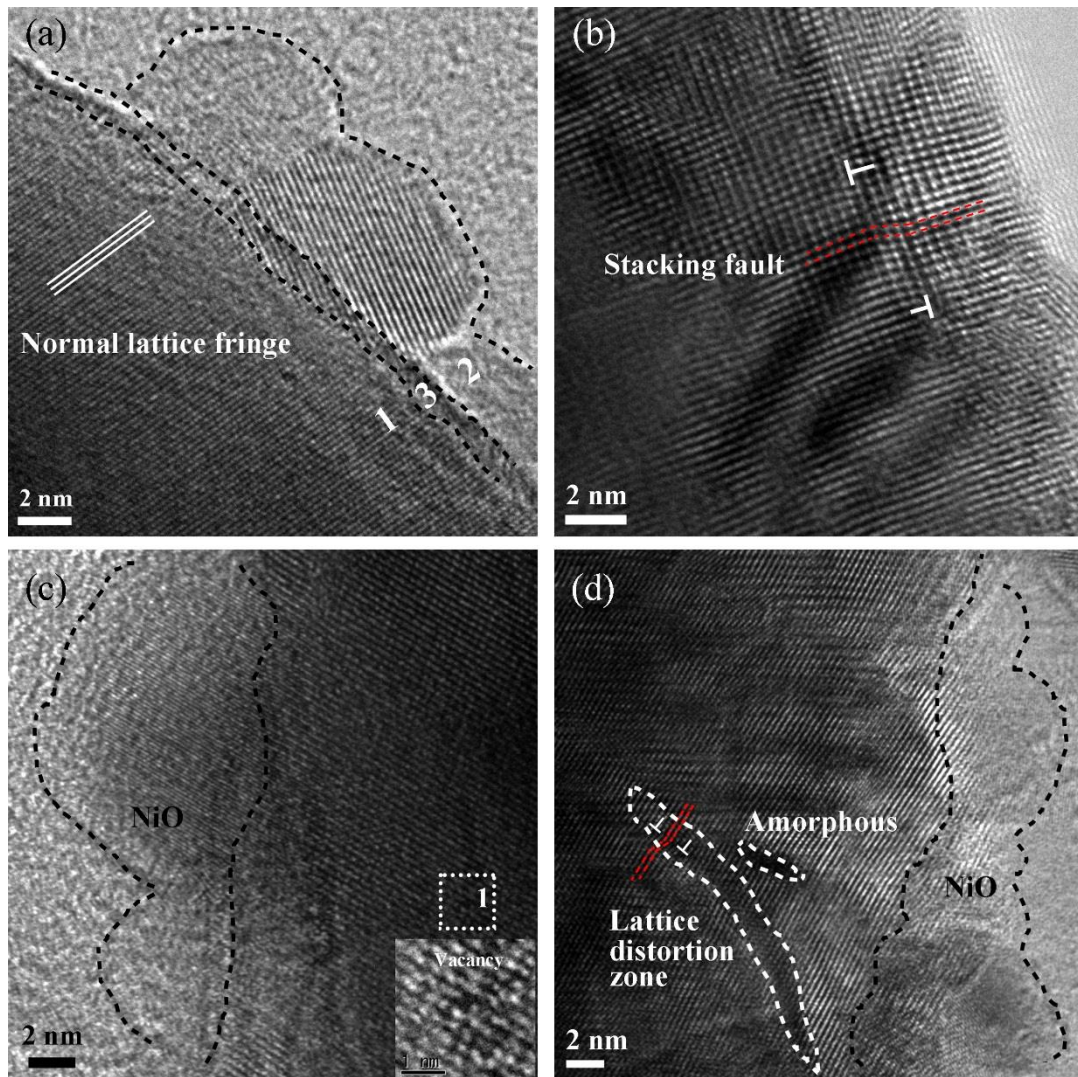 (a)
Normal lattice fringe
1
3
2
2 nm
(b)
Stacking fault
2 nm
(c)
NiO
1
Vacancy
1 nm
2 nm
(d)
Amorphous
NiO
Lattice
distortion
zone
2 nm